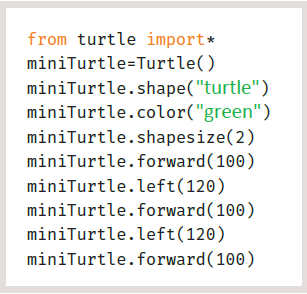 from turtle import*
miniTurtle=Turtle()
miniTurtle.shape("turtle")
miniTurtle.color("green")
miniTurtle.shapesize(2)
miniTurtle.forward(100)
miniTurtle.left(120)
miniTurtle.forward(100)
miniTurtle.left(120)
miniTurtle.forward(100)